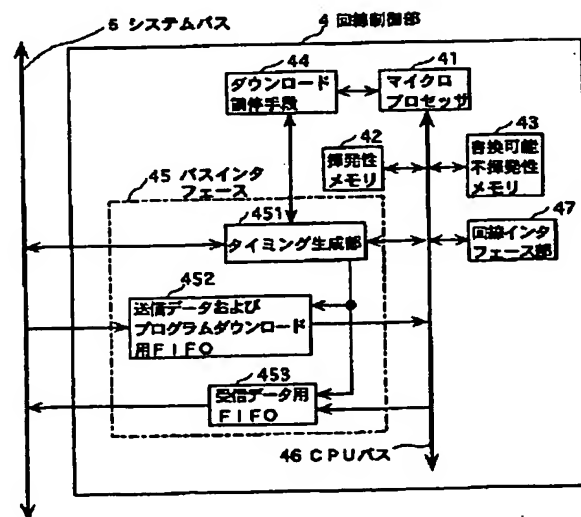 5 システムバス
4 回線制御部
44
ダウンロード
調停手段
41
マイクロ
プロセッサ
42
揮発性
メモリ
43
書換可能
不揮発性
メモリ
45 バスインタ
フェース
451
タイミング生成部
47
回線インタ
フェース部
452
送信データおよび
プログラムダウンロード
用FIFO
453
受信データ用
FIFO
46 CPUバス